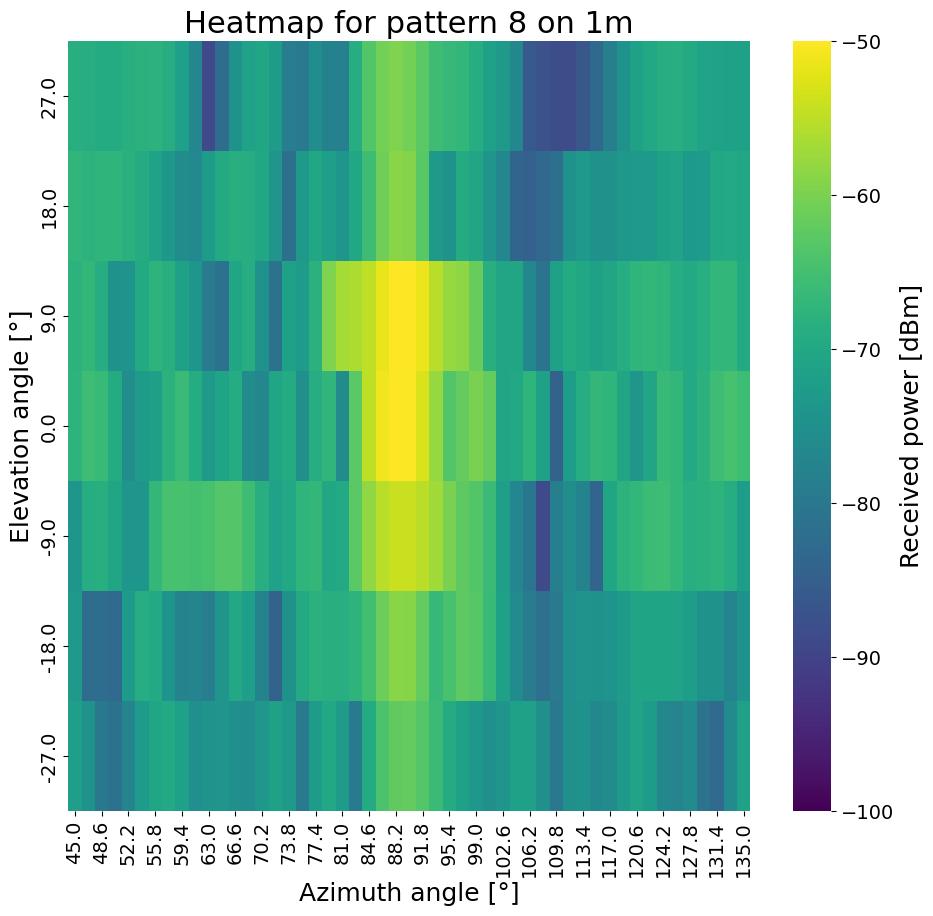 Heatmap for pattern 8 on 1m
Elevation angle [°]
27.0
18.0
9.0
0.0
-9.0
-18.0
-27.0
45.0 48.6 52.2 55.8 59.4 63.0 66.6 70.2 73.8 77.4 81.0 84.6 88.2 91.8 95.4 99.0 102.6 106.2 109.8 113.4 117.0 120.6 124.2 127.8 131.4 135.0
Azimuth angle [°]
−50
−60
−70
−80
−90
−100
Received power [dBm]